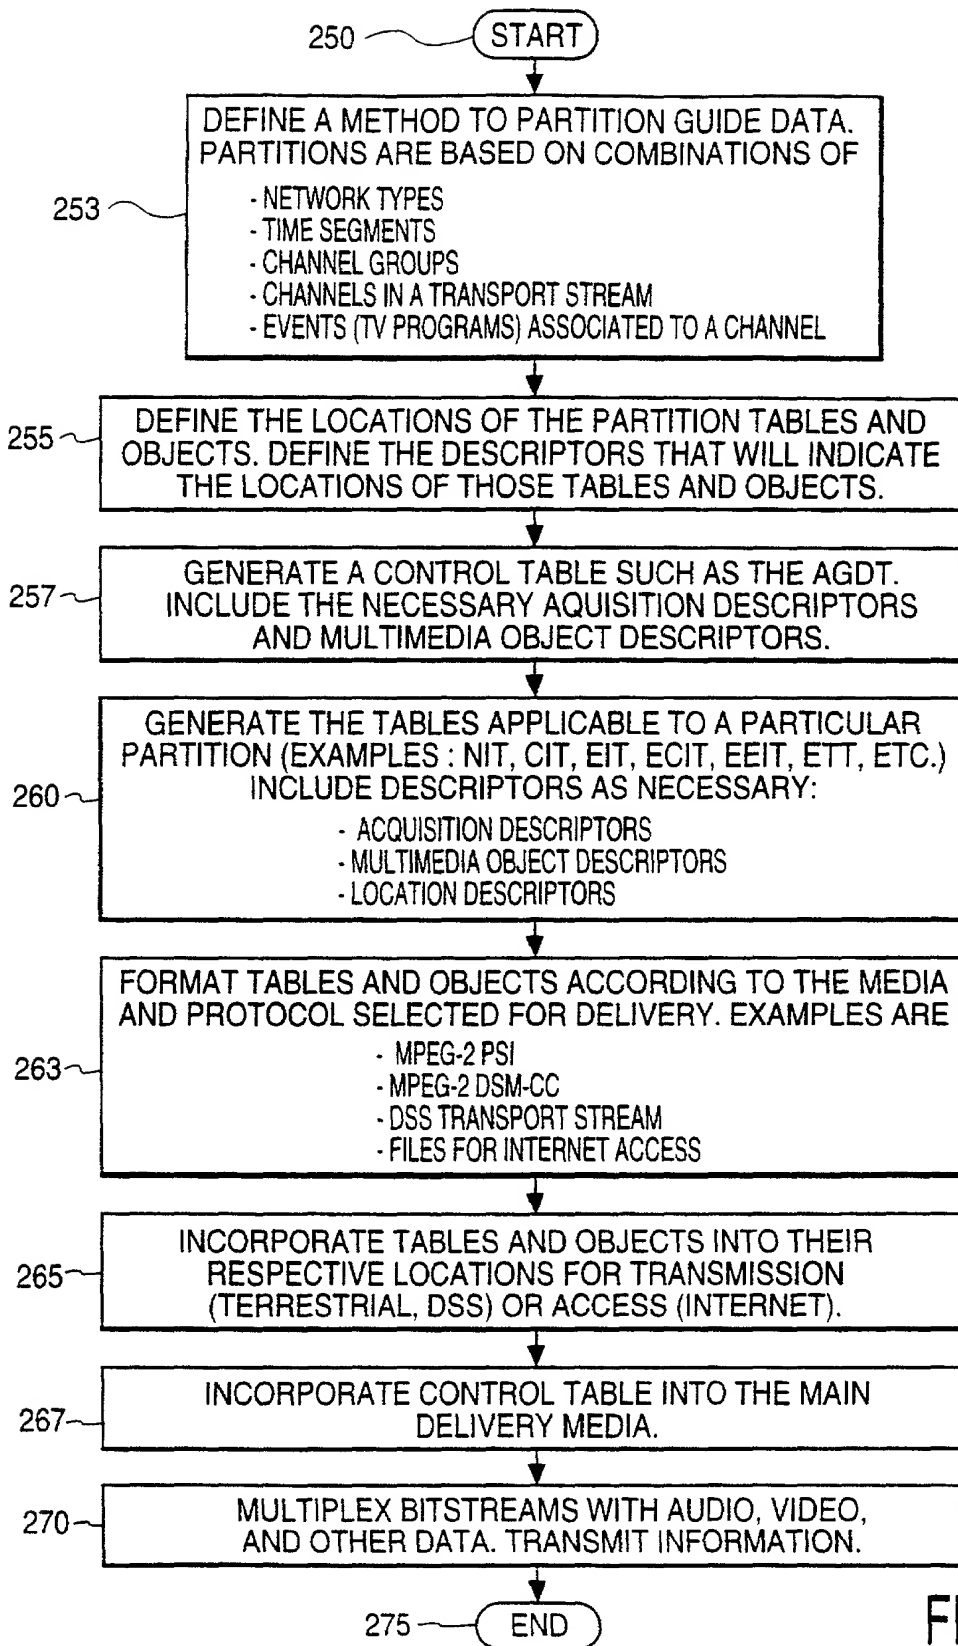 250 START
DEFINE A METHOD TO PARTITION GUIDE DATA.
PARTITIONS ARE BASED ON COMBINATIONS OF
253
- NETWORK TYPES
- TIME SEGMENTS
- CHANNEL GROUPS
- CHANNELS IN A TRANSPORT STREAM
- EVENTS (TV PROGRAMS) ASSOCIATED TO A CHANNEL
255
DEFINE THE LOCATIONS OF THE PARTITION TABLES AND
OBJECTS. DEFINE THE DESCRIPTORS THAT WILL INDICATE
THE LOCATIONS OF THOSE TABLES AND OBJECTS.
257
GENERATE A CONTROL TABLE SUCH AS THE AGDT.
INCLUDE THE NECESSARY AQUISITION DESCRIPTORS
AND MULTIMEDIA OBJECT DESCRIPTORS.
260
GENERATE THE TABLES APPLICABLE TO A PARTICULAR
PARTITION (EXAMPLES : NIT, CIT, EIT, ECIT, EEIT, ETT, ETC.)
INCLUDE DESCRIPTORS AS NECESSARY:
- ACQUISITION DESCRIPTORS
- MULTIMEDIA OBJECT DESCRIPTORS
- LOCATION DESCRIPTORS
263
FORMAT TABLES AND OBJECTS ACCORDING TO THE MEDIA
AND PROTOCOL SELECTED FOR DELIVERY. EXAMPLES ARE
- MPEG-2 PSI
- MPEG-2 DSM-CC
- DSS TRANSPORT STREAM
- FILES FOR INTERNET ACCESS
265
INCORPORATE TABLES AND OBJECTS INTO THEIR
RESPECTIVE LOCATIONS FOR TRANSMISSION
(TERRESTRIAL, DSS) OR ACCESS (INTERNET).
267
INCORPORATE CONTROL TABLE INTO THE MAIN
DELIVERY MEDIA.
270
MULTIPLEX BITSTREAMS WITH AUDIO, VIDEO,
AND OTHER DATA. TRANSMIT INFORMATION.
275 END